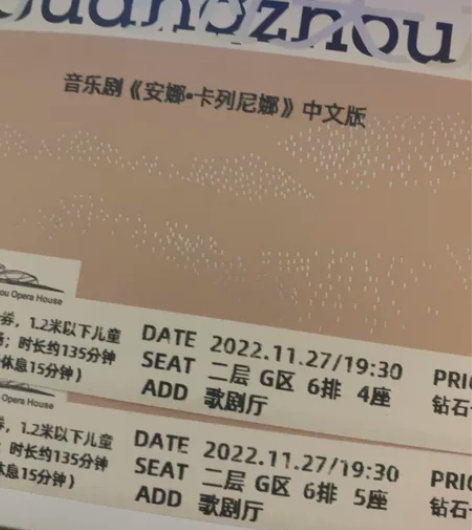 Guangzhou
音乐剧《安娜•卡列尼娜》中文版
ou Opera House
券，1.2米以下儿童
；时长约135分钟
休息15分钟）
DATE 2022.11.27/19:30
SEAT 二层 G区 6排 4座
ADD 歌剧厅
PRI
钻石
Opera House
券，1.2米以下儿童
；时长约135分钟
息15分钟）
DATE 2022.11.27/19:30
SEAT 二层 G区 6排 5座
ADD 歌剧厅
PRI
钻石